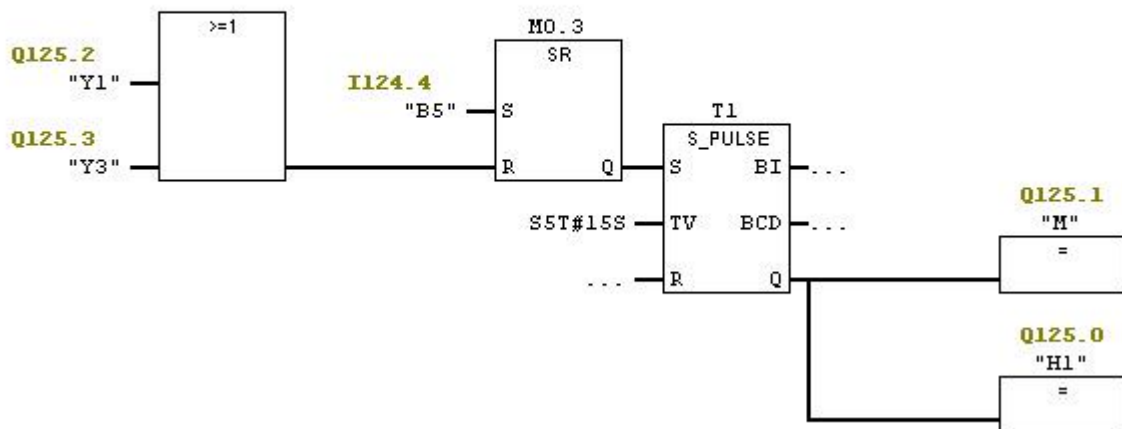 >=1
M0.3
SR
Q125.2
"Y1"
I124.4
"B5"
S
T1
S_PULSE
Q125.3
"Y3"
R Q
S BI ...
Q125.1
"M"
=
S5T#15S TV BCD ...
... R Q
Q125.0
"H1"
=